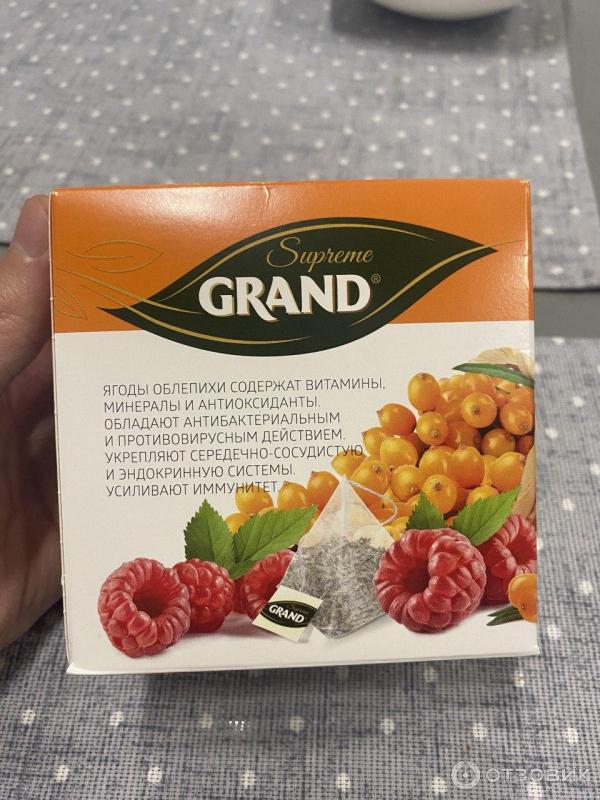 Supreme
GRAND®
ЯГОДЫ ОБЛЕПИХИ СОДЕРЖАТ ВИТАМИНЫ,
МИНЕРАЛЫ И АНТИОКСИДАНТЫ.
ОБЛАДАЮТ АНТИБАКТЕРИАЛЬНЫМ
И ПРОТИВОВИРУСНЫМ ДЕЙСТВИЕМ.
УКРЕПЛЯЮТ СЕРЕДЕЧНО-СОСУДИСТУЮ
И ЭНДОКРИННУЮ СИСТЕМЫ.
УСИЛИВАЮТ ИММУНИТЕТ.
Supreme
GRAND
ОТЗОВИК